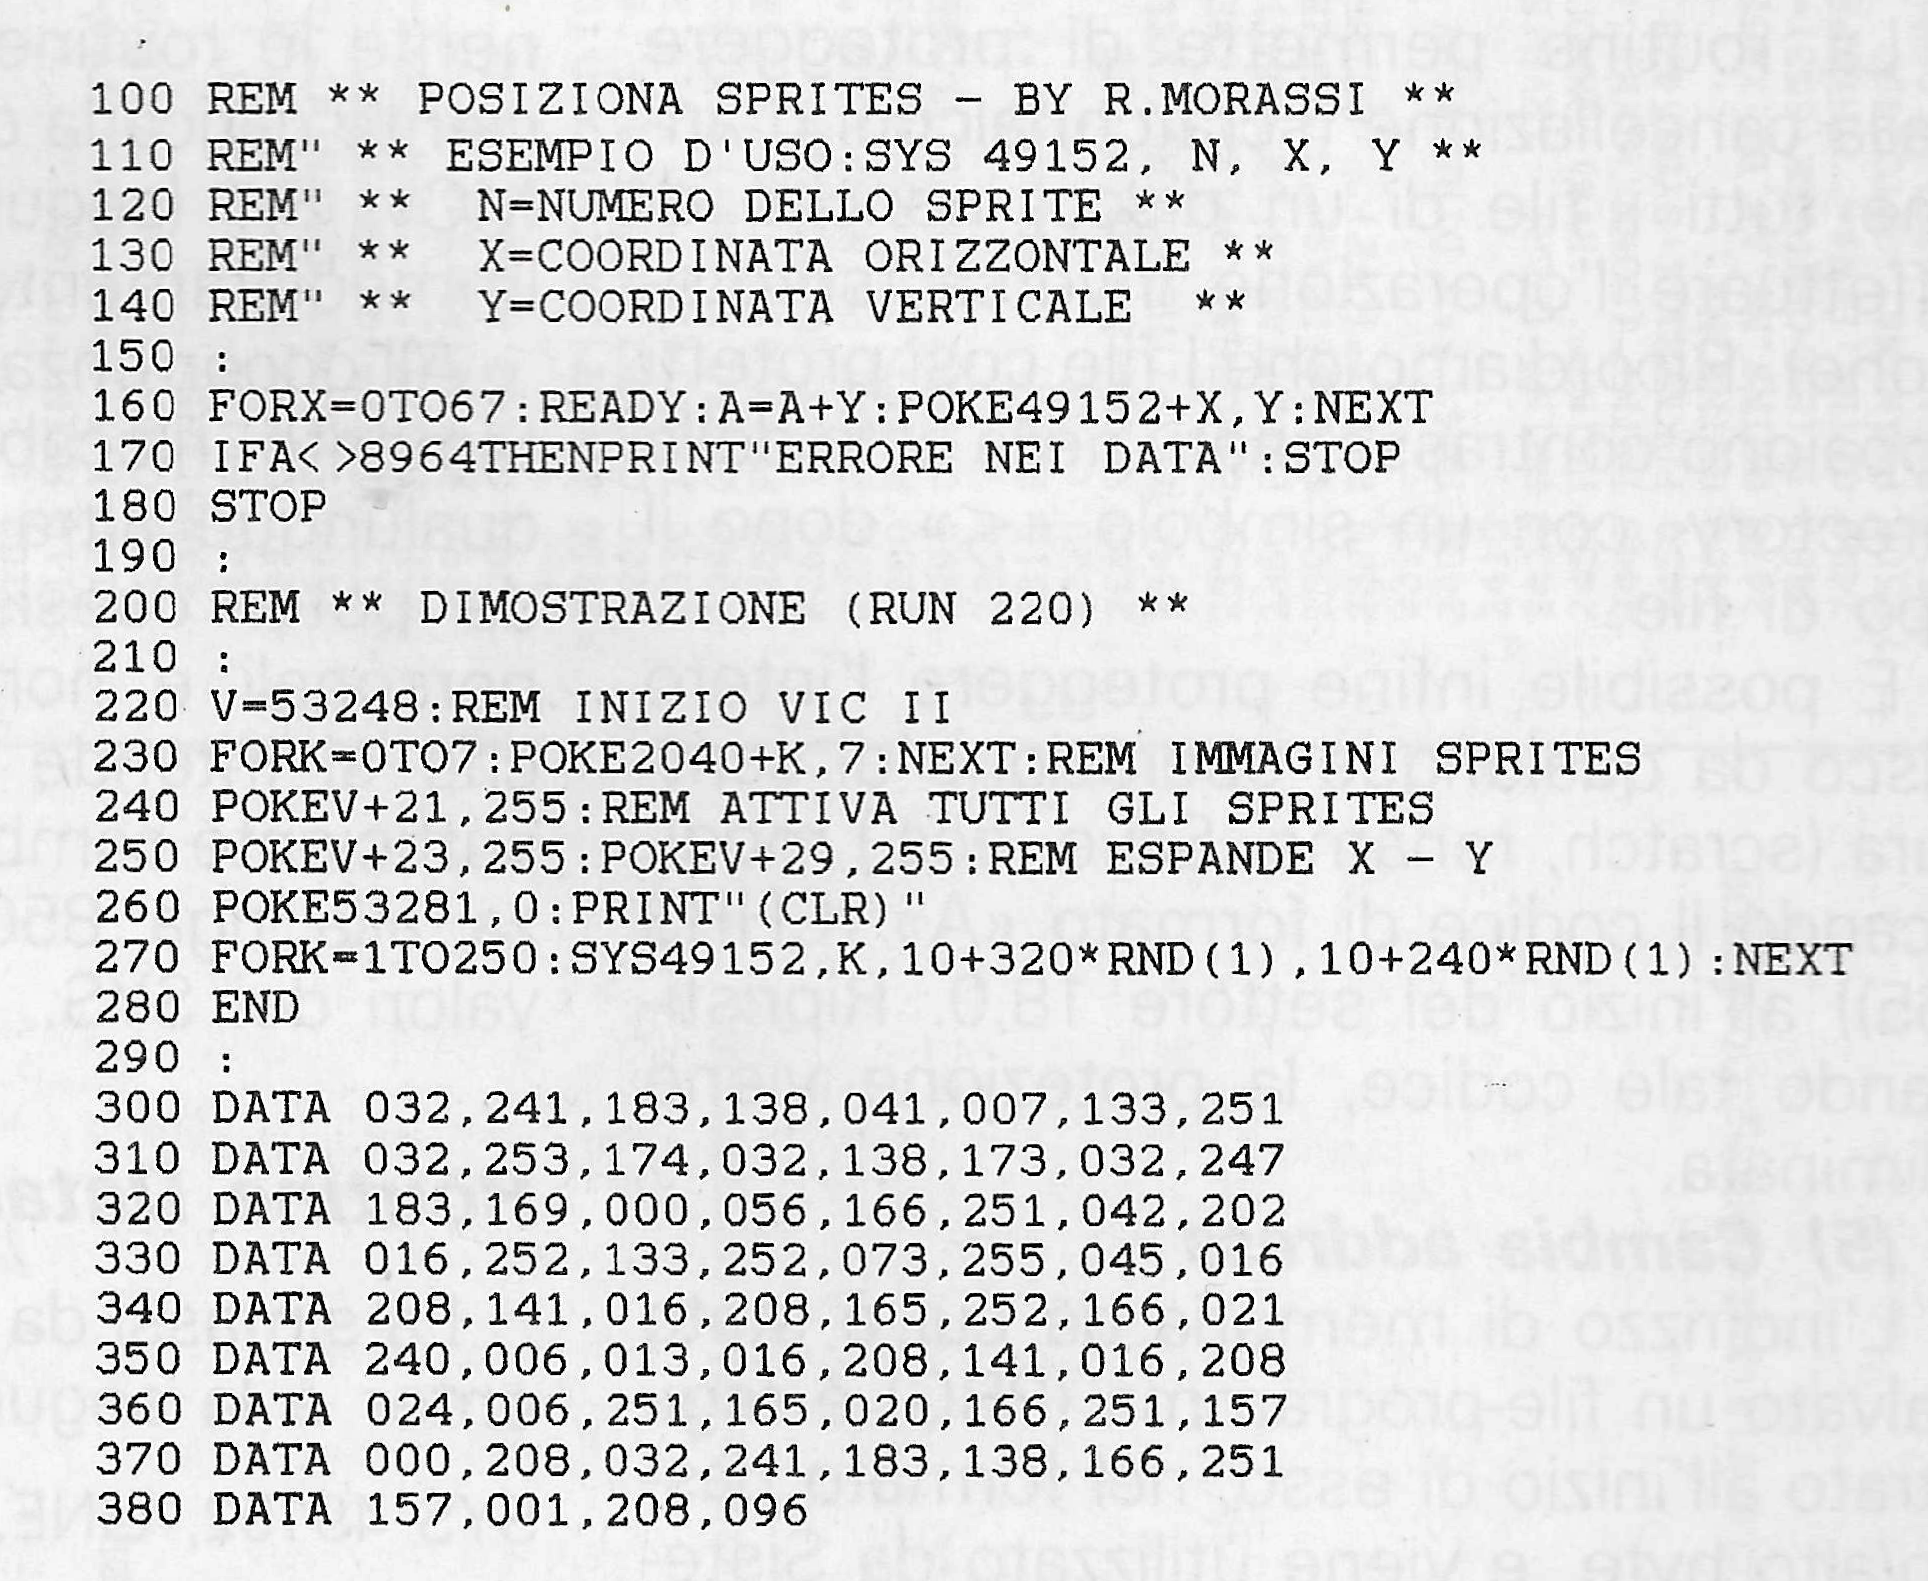 100 REM ** POSIZIONA SPRITES - BY R.MORASSI **
110 REM" ** ESEMPIO D'USO:SYS 49152, N, X, Y **
120 REM" **  N=NUMERO DELLO SPRITE **
130 REM" **  X=COORDINATA ORIZZONTALE **
140 REM" **  Y=COORDINATA VERTICALE  **
150 :
160 FORX=0TO67:READY:A=A+Y:POKE49152+X,Y:NEXT
170 IFA<>8964THENPRINT"ERRORE NEI DATA":STOP
180 STOP
190 :
200 REM ** DIMOSTRAZIONE (RUN 220) **
210 :
220 V=53248:REM INIZIO VIC II
230 FORK=0TO7:POKE2040+K,7:NEXT:REM IMMAGINI SPRITES
240 POKEV+21,255:REM ATTIVA TUTTI GLI SPRITES
250 POKEV+23,255:POKEV+29,255:REM ESPANDE X - Y
260 POKE53281,0:PRINT"(CLR)"
270 FORK=1TO250:SYS49152,K,10+320*RND(1),10+240*RND(1):NEXT
280 END
290 :
300 DATA 032,241,183,138,041,007,133,251
310 DATA 032,253,174,032,138,173,032,247
320 DATA 183,169,000,056,166,251,042,202
330 DATA 016,252,133,252,073,255,045,016
340 DATA 208,141,016,208,165,252,166,021
350 DATA 240,006,013,016,208,141,016,208
360 DATA 024,006,251,165,020,166,251,157
370 DATA 000,208,032,241,183,138,166,251
380 DATA 157,001,208,096